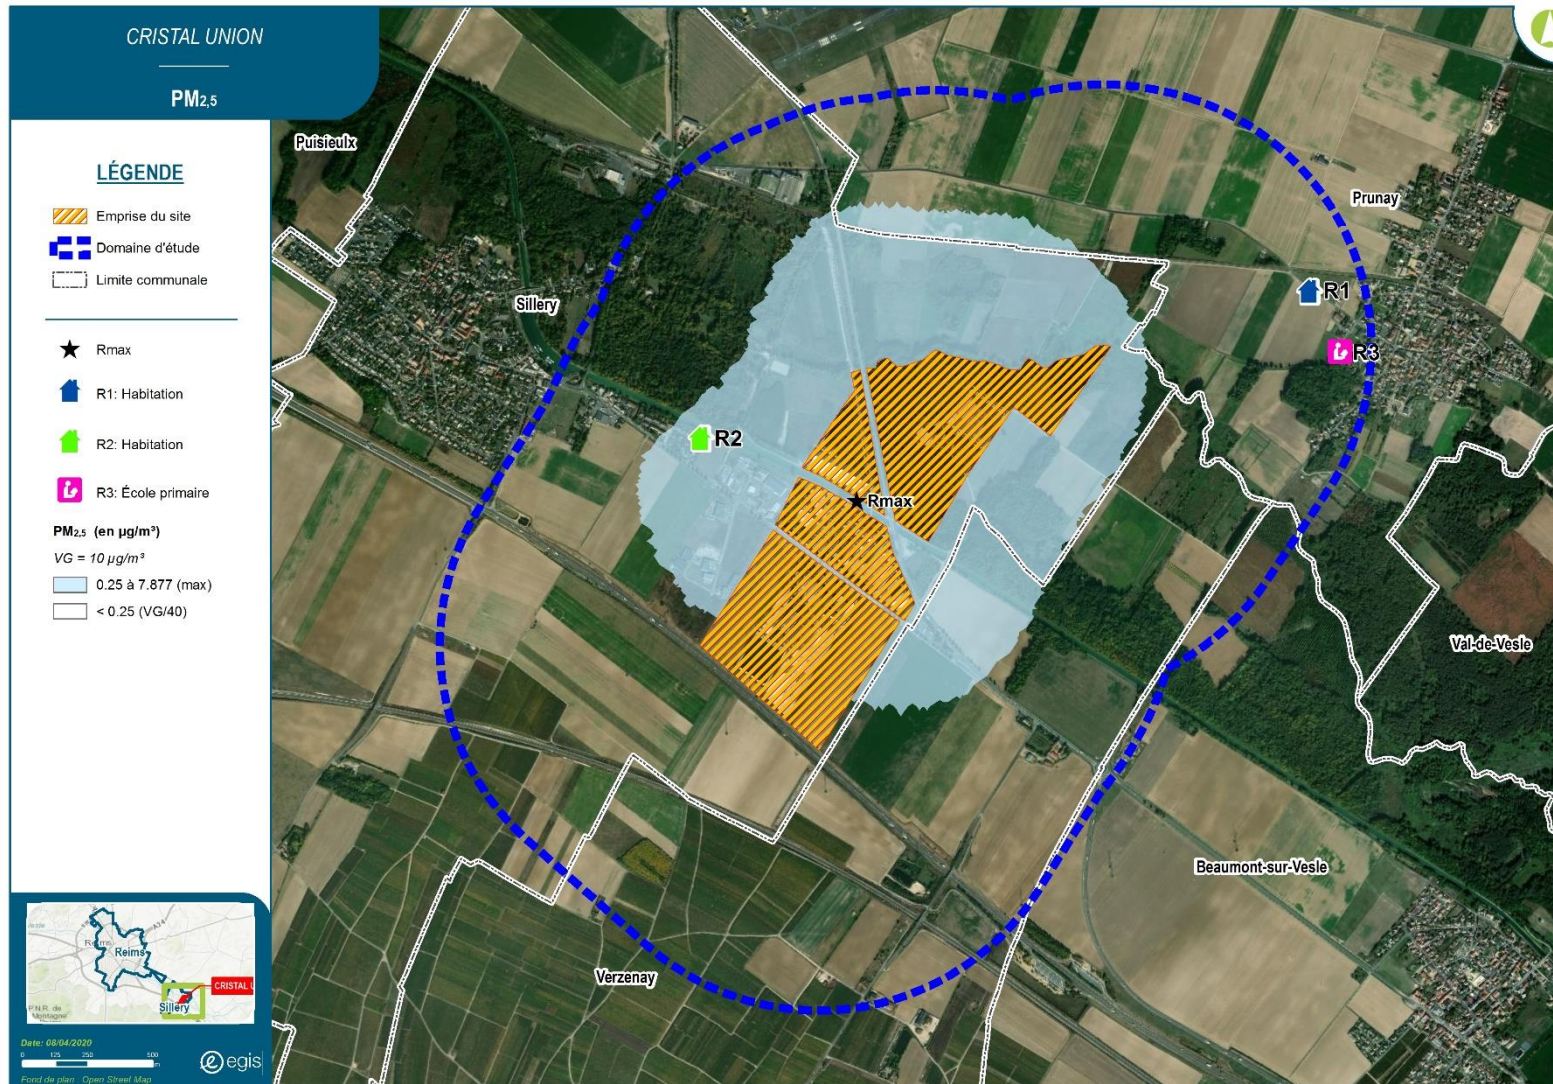 CRISTAL UNION
PM2,5
LÉGENDE
Emprise du site
Domaine d'étude
Limite communale
Rmax
R1: Habitation
R2: Habitation
R3: École primaire
PM2,5 (en µg/m³)
VG = 10 µg/m³
0.25 à 7.877 (max)
< 0.25 (VG/40)
Puisieulx
Sillery
Prunay
R1
R3
R2
Rmax
Val-de-Vesle
Beaumont-sur-Vesle
Verzenay
Reims
Reims
CRISTAL U
Sillery
P.N.R. de
Montagne
Date: 08/04/2020
0 125 250 500
m
egis
Fond de plan : Open Street Map